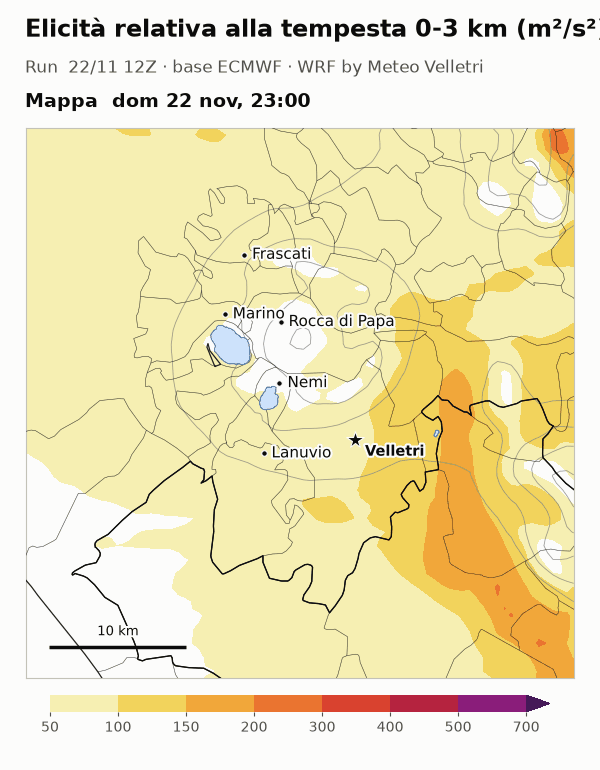 Elicità relativa alla tempesta 0-3 km (m²/s²)
Run 22/11 12Z · base ECMWF · WRF by Meteo Velletri
Mappa dom 22 nov, 23:00
Frascati
Marino
Rocca di Papa
Nemi
Velletri
Lanuvio
10 km
50 100 150 200 300 400 500 700